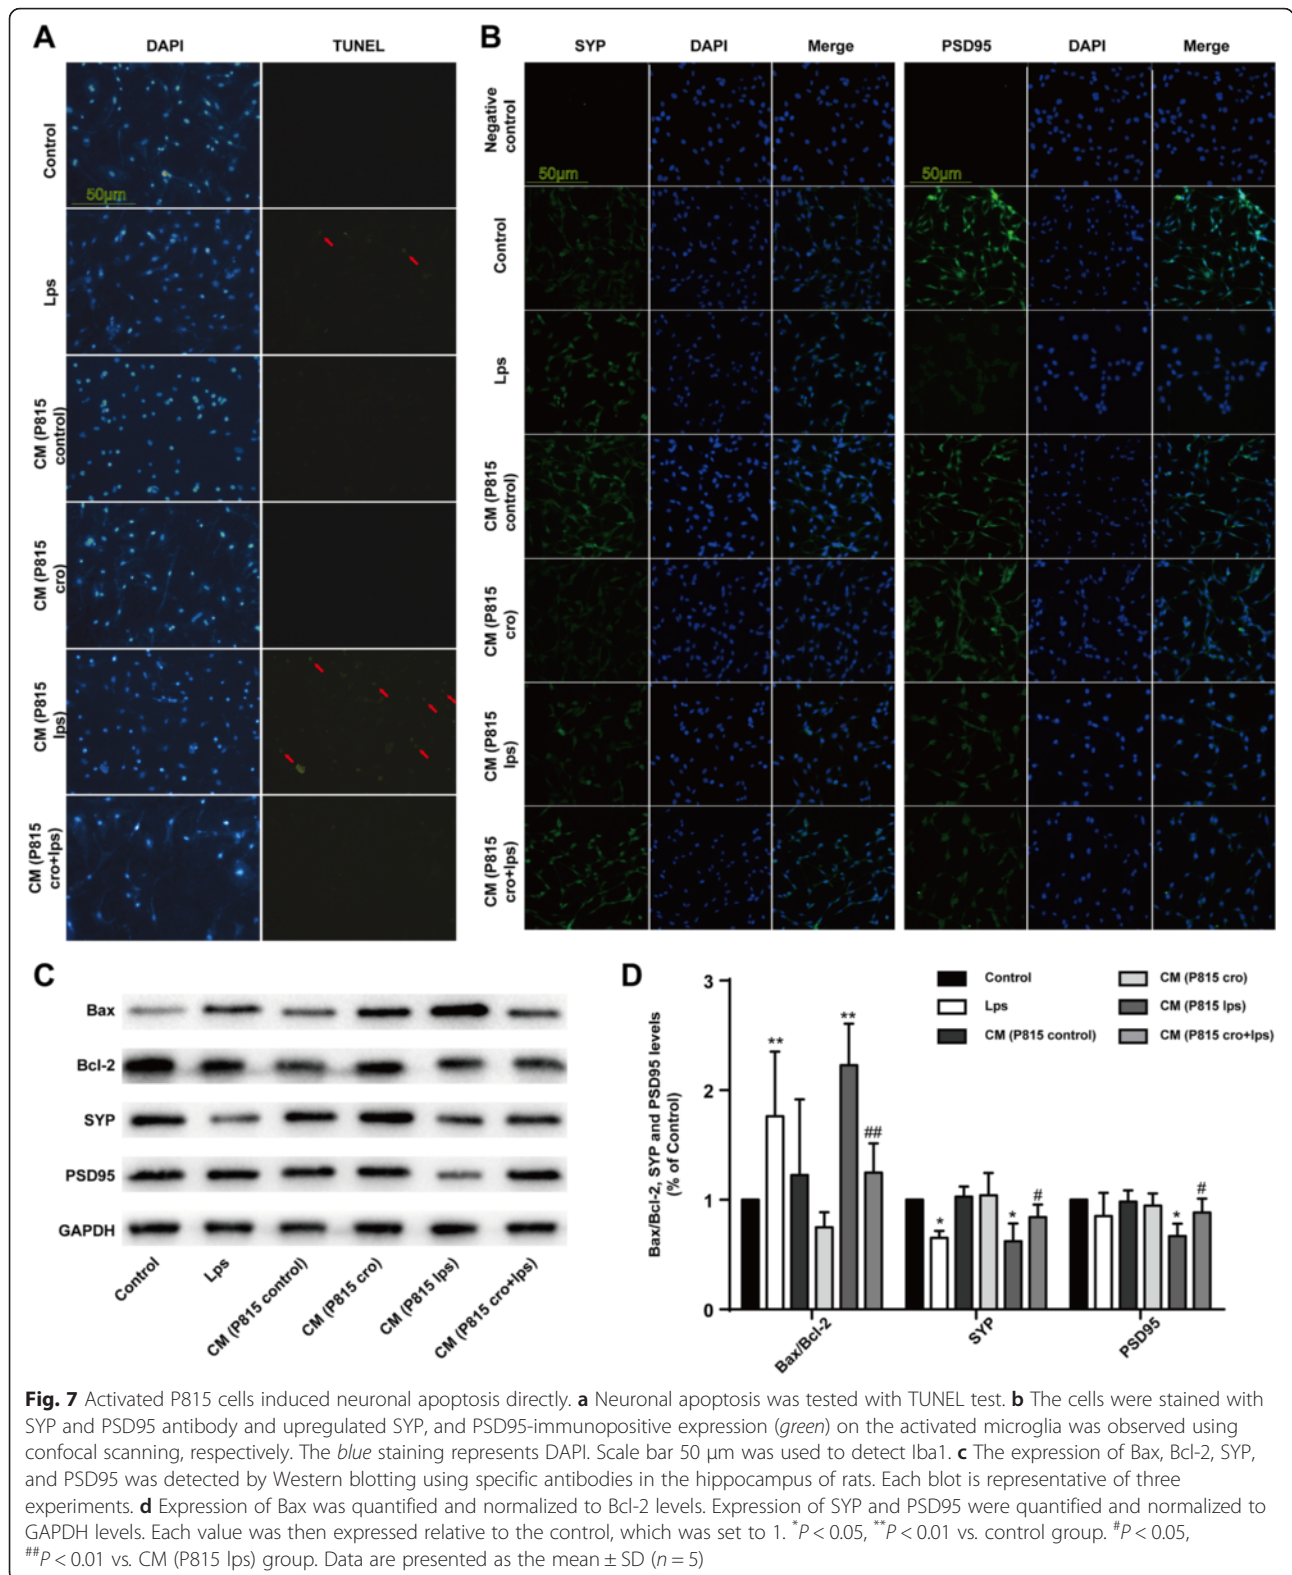 A
DAPI
TUNEL
Control
50μm
Lps
CM (P815
control)
CM (P815
cro)
CM (P815
lps)
CM (P815
cro+lps)
B
SYP
DAPI
Merge
PSD95
DAPI
Merge
Negative
control
50μm
50μm
Control
Lps
CM (P815
control)
CM (P815
cro)
CM (P815
lps)
CM (P815
cro+lps)
C
Bax
Bcl-2
SYP
PSD95
GAPDH
Control
Lps
CM (P815 control)
CM (P815 cro)
CM (P815 lps)
CM (P815 cro+lps)
D
Control
Lps
CM (P815 control)
CM (P815 cro)
CM (P815 lps)
CM (P815 cro+lps)
Bax/Bcl-2, SYP and PSD95 levels
(% of Control)
3
2
1
0
**
**
##
*
*
#
*
#
Bax/Bcl-2
SYP
PSD95
Fig. 7 Activated P815 cells induced neuronal apoptosis directly. a Neuronal apoptosis was tested with TUNEL test. b The cells were stained with
SYP and PSD95 antibody and upregulated SYP, and PSD95-immunopositive expression (green) on the activated microglia was observed using
confocal scanning, respectively. The blue staining represents DAPI. Scale bar 50 μm was used to detect Iba1. c The expression of Bax, Bcl-2, SYP,
and PSD95 was detected by Western blotting using specific antibodies in the hippocampus of rats. Each blot is representative of three
experiments. d Expression of Bax was quantified and normalized to Bcl-2 levels. Expression of SYP and PSD95 were quantified and normalized to
GAPDH levels. Each value was then expressed relative to the control, which was set to 1. *P < 0.05, **P < 0.01 vs. control group. #P < 0.05,
##P < 0.01 vs. CM (P815 lps) group. Data are presented as the mean ± SD (n = 5)